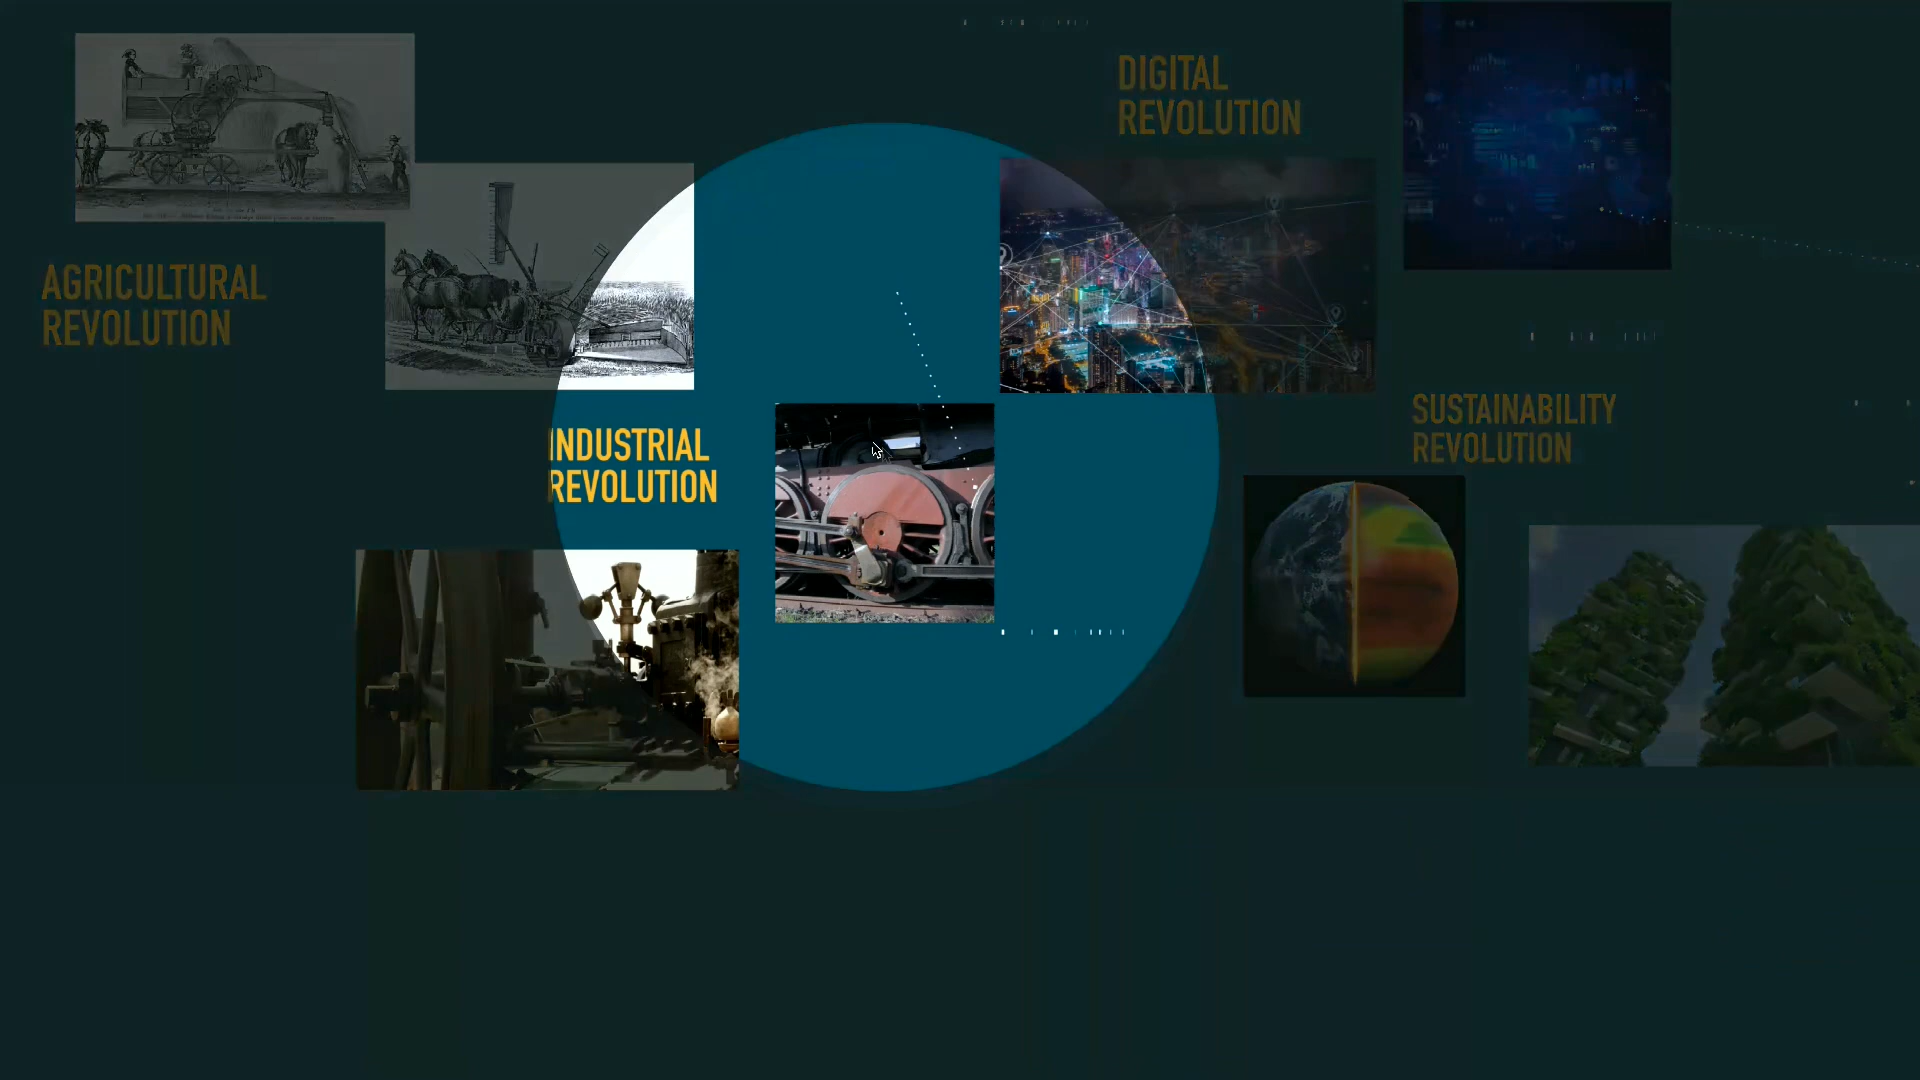 AGRICULTURAL
REVOLUTION
INDUSTRIAL
REVOLUTION
DIGITAL
REVOLUTION
SUSTAINABILITY
REVOLUTION